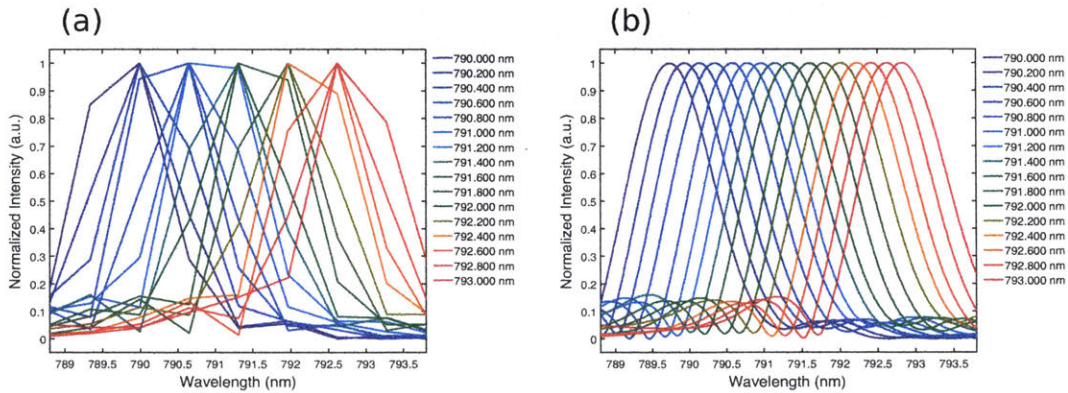 (a)
Normalized Intensity (a.u.)
1
0.9
0.8
0.7
0.6
0.5
0.4
0.3
0.2
0.1
0
789 789.5 790 790.5 791 791.5 792 792.5 793 793.5
Wavelength (nm)
790.000 nm
790.200 nm
790.400 nm
790.600 nm
790.800 nm
791.000 nm
791.200 nm
791.400 nm
791.600 nm
791.800 nm
792.000 nm
792.200 nm
792.400 nm
792.600 nm
792.800 nm
793.000 nm
(b)
Normalized Intensity (a.u.)
1
0.9
0.8
0.7
0.6
0.5
0.4
0.3
0.2
0.1
0
789 789.5 790 790.5 791 791.5 792 792.5 793 793.5
Wavelength (nm)
790.000 nm
790.200 nm
790.400 nm
790.600 nm
790.800 nm
791.000 nm
791.200 nm
791.400 nm
791.600 nm
791.800 nm
792.000 nm
792.200 nm
792.400 nm
792.600 nm
792.800 nm
793.000 nm